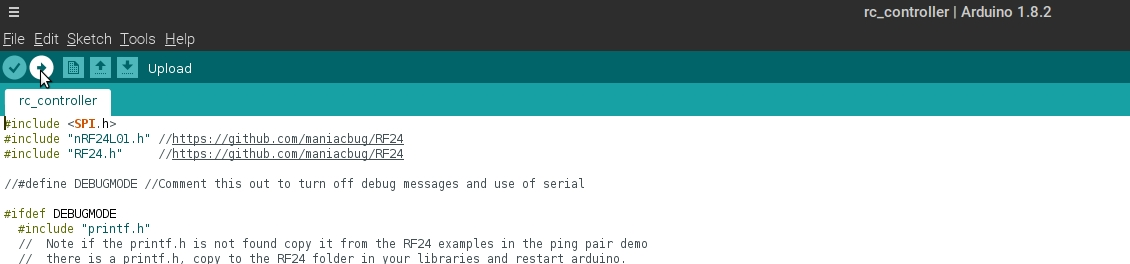 rc_controller | Arduino 1.8.2
File Edit Sketch Tools Help
Upload
rc_controller
#include <SPI.h>
#include "nRF24L01.h" //https://github.com/maniacbug/RF24
#include "RF24.h"     //https://github.com/maniacbug/RF24
//#define DEBUGMODE //Comment this out to turn off debug messages and use of serial
#ifdef DEBUGMODE
  #include "printf.h"
  //  Note if the printf.h is not found copy it from the RF24 examples in the ping pair demo
  //  there is a printf.h, copy to the RF24 folder in your libraries and restart arduino.